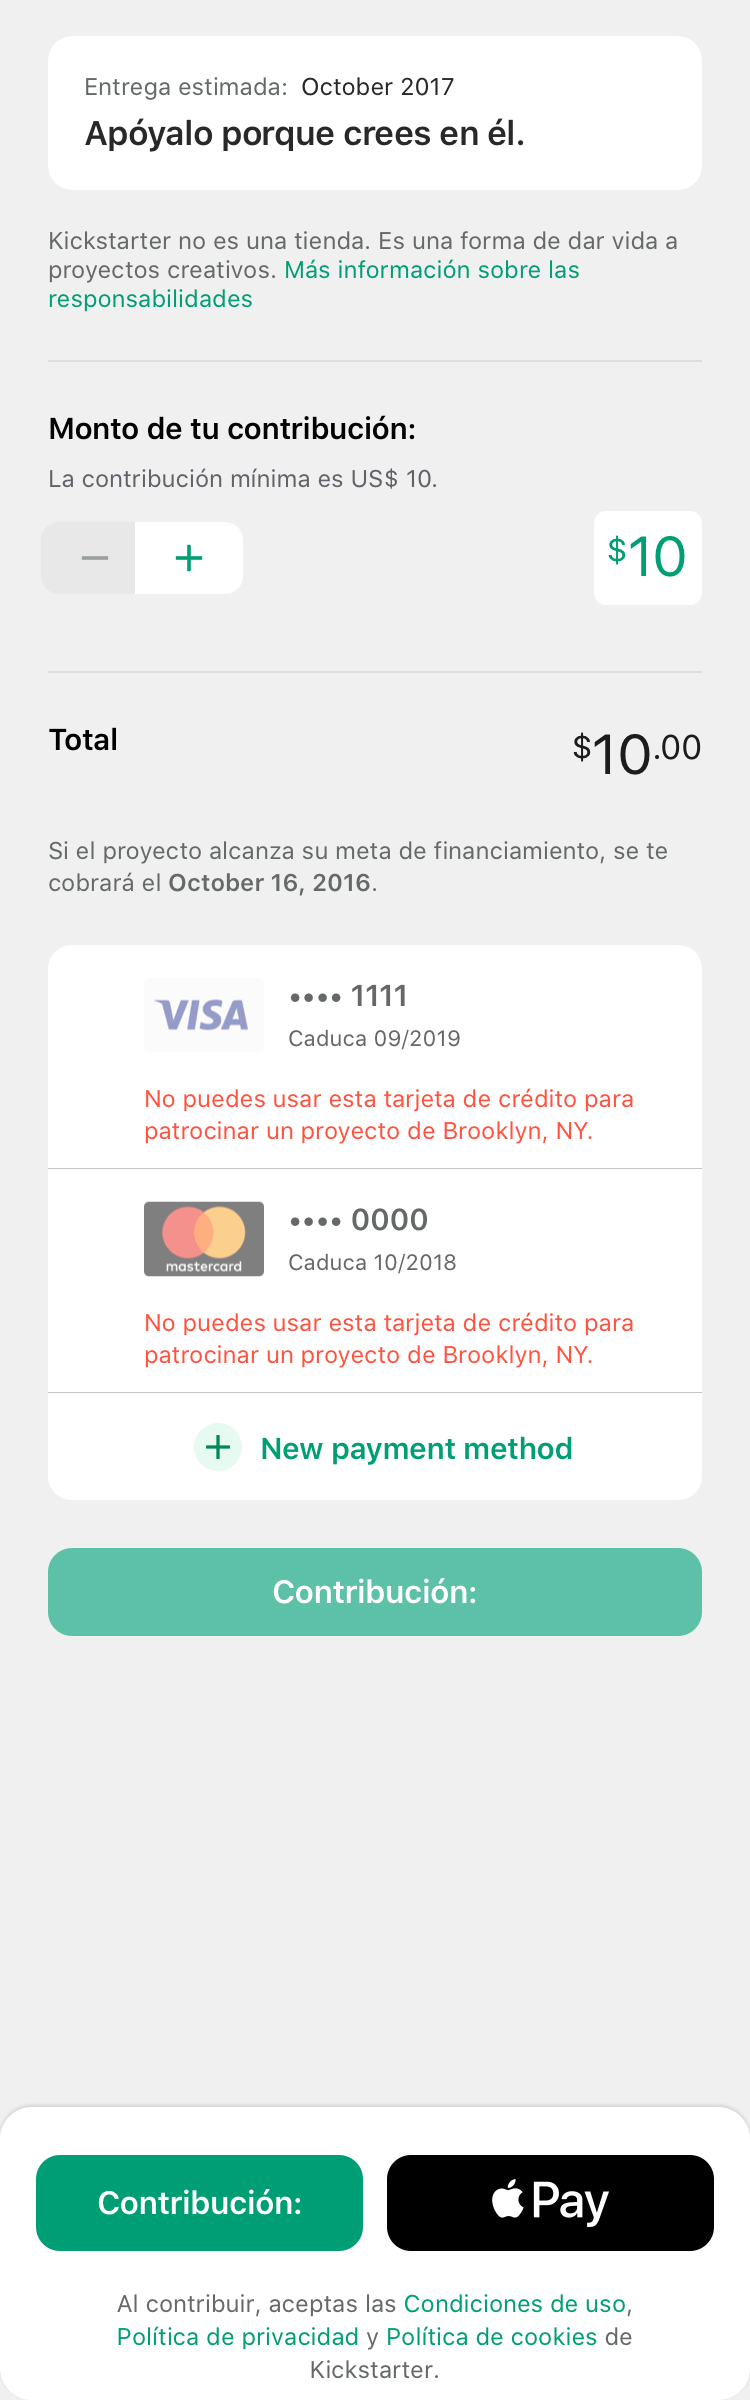 Entrega estimada: October 2017
Apóyalo porque crees en él.
Kickstarter no es una tienda. Es una forma de dar vida a
proyectos creativos. Más información sobre las
responsabilidades
Monto de tu contribución:
La contribución mínima es US$ 10.
$10
Total
$10.00
Si el proyecto alcanza su meta de financiamiento, se te
cobrará el October 16, 2016.
VISA
•••• 1111
Caduca 09/2019
No puedes usar esta tarjeta de crédito para
patrocinar un proyecto de Brooklyn, NY.
mastercard
•••• 0000
Caduca 10/2018
No puedes usar esta tarjeta de crédito para
patrocinar un proyecto de Brooklyn, NY.
New payment method
Contribución:
Contribución:
Pay
Al contribuir, aceptas las Condiciones de uso,
Política de privacidad y Política de cookies de
Kickstarter.